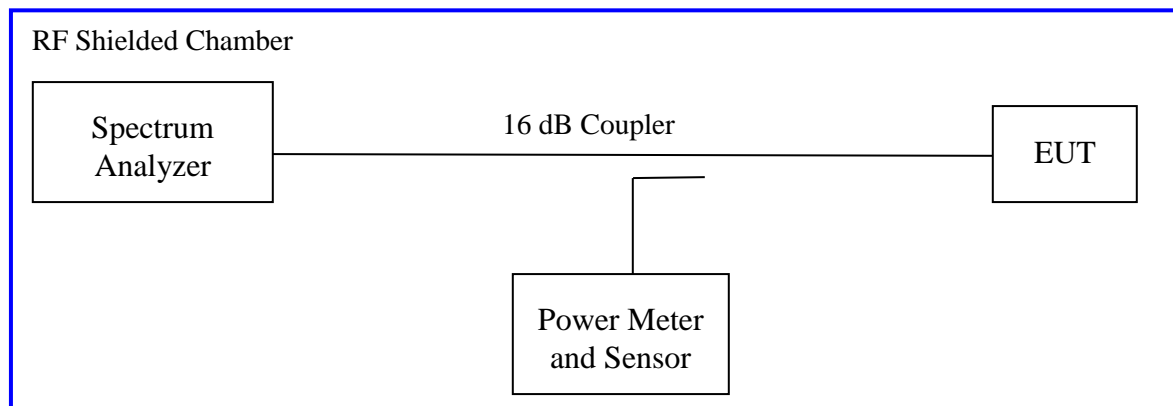 RF Shielded Chamber
Spectrum
Analyzer
16 dB Coupler
EUT
Power Meter
and Sensor